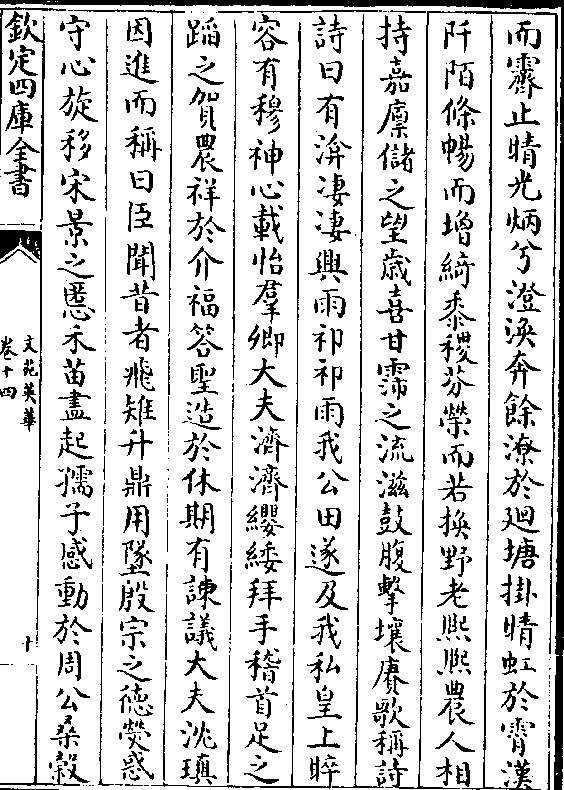 而霽止晴光炳兮澄渙奔餘潦於廻塘掛晴虹於霄漢
阡陌條暢而增綺黍稷芬榮而若換野老熙熙農人相
持嘉廩儲之望歲喜甘霈之流滋鼓腹擊壤賡歌稱詩
詩曰有渰凄凄興雨祁祁雨我公田遂及我私皇上睟
容有穆神心載怡羣卿大夫濟濟纓緌拜手稽首足之
蹈之賀農祥於介福答聖造於休期有諫議大夫沈瑱
因進而稱曰臣聞昔者飛雉升鼎用墜殷宗之德熒惑
守心旋移宋景之慝禾苗盡起孺子感動於周公桑榖
欽定四庫全書
文苑英華
卷十四
十